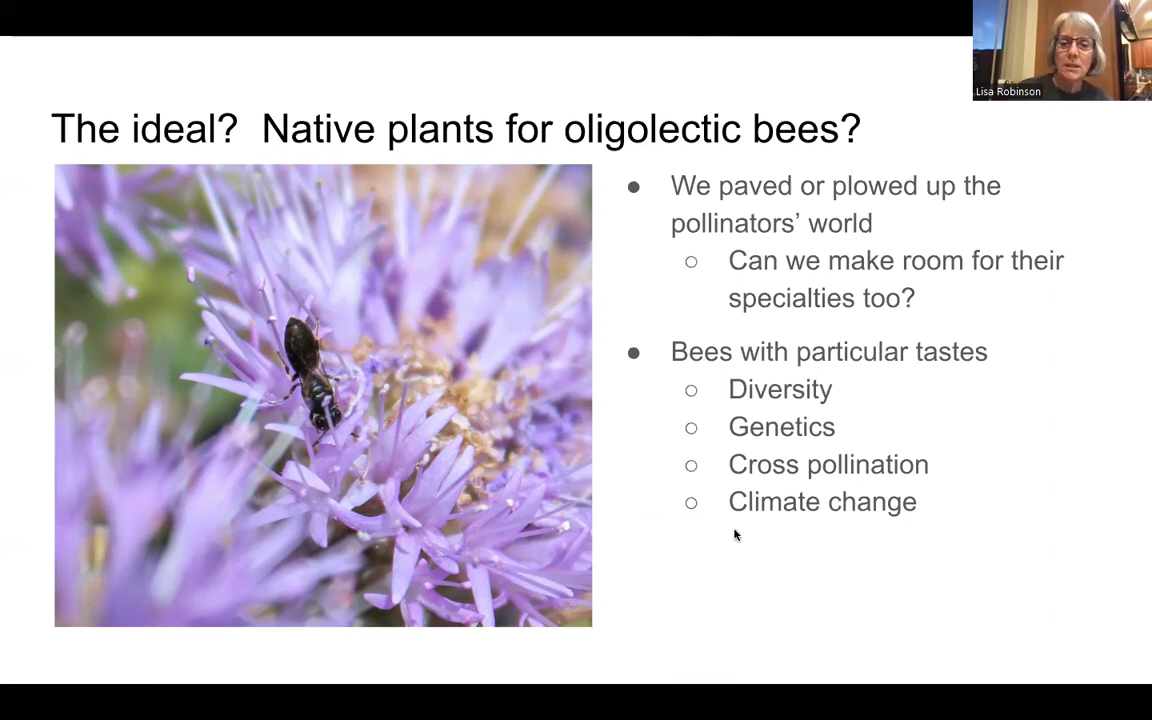 Lisa Robinson
The ideal?  Native plants for oligolectic bees?
● We paved or plowed up the
pollinators’ world
○ Can we make room for their
specialties too?
● Bees with particular tastes
○ Diversity
○ Genetics
○ Cross pollination
○ Climate change